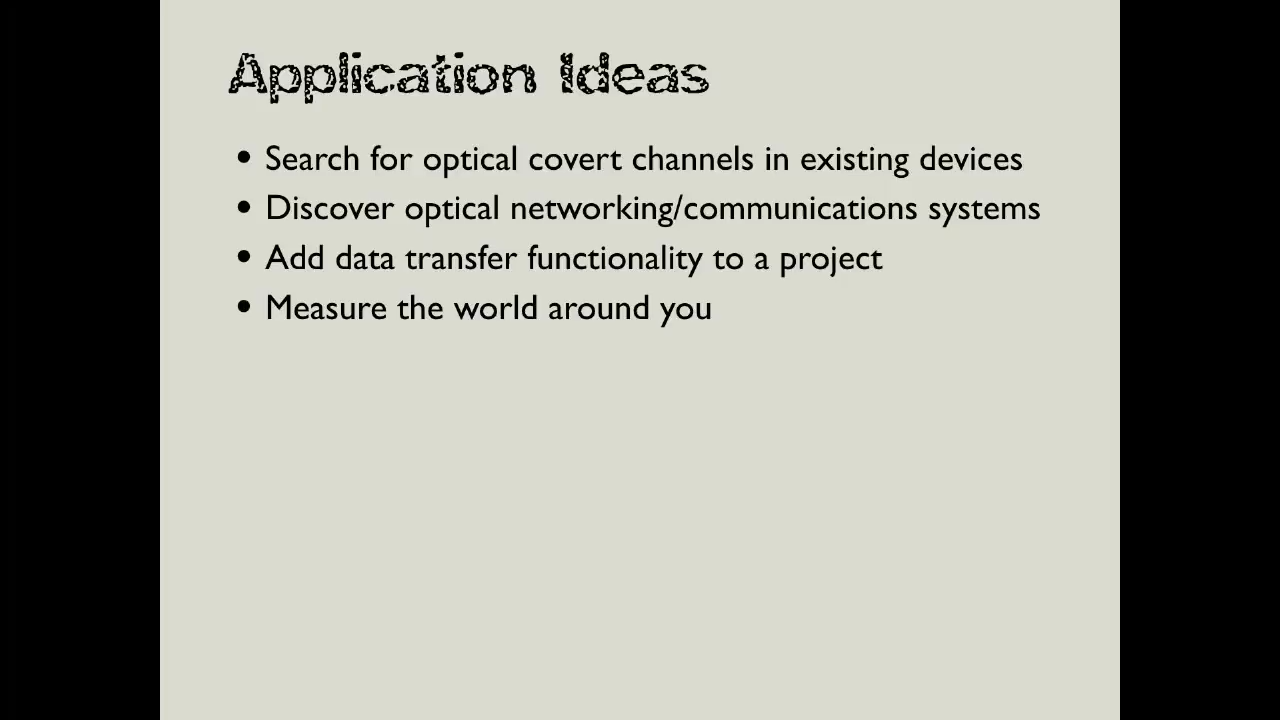 Application Ideas
• Search for optical covert channels in existing devices
• Discover optical networking/communications systems
• Add data transfer functionality to a project
• Measure the world around you